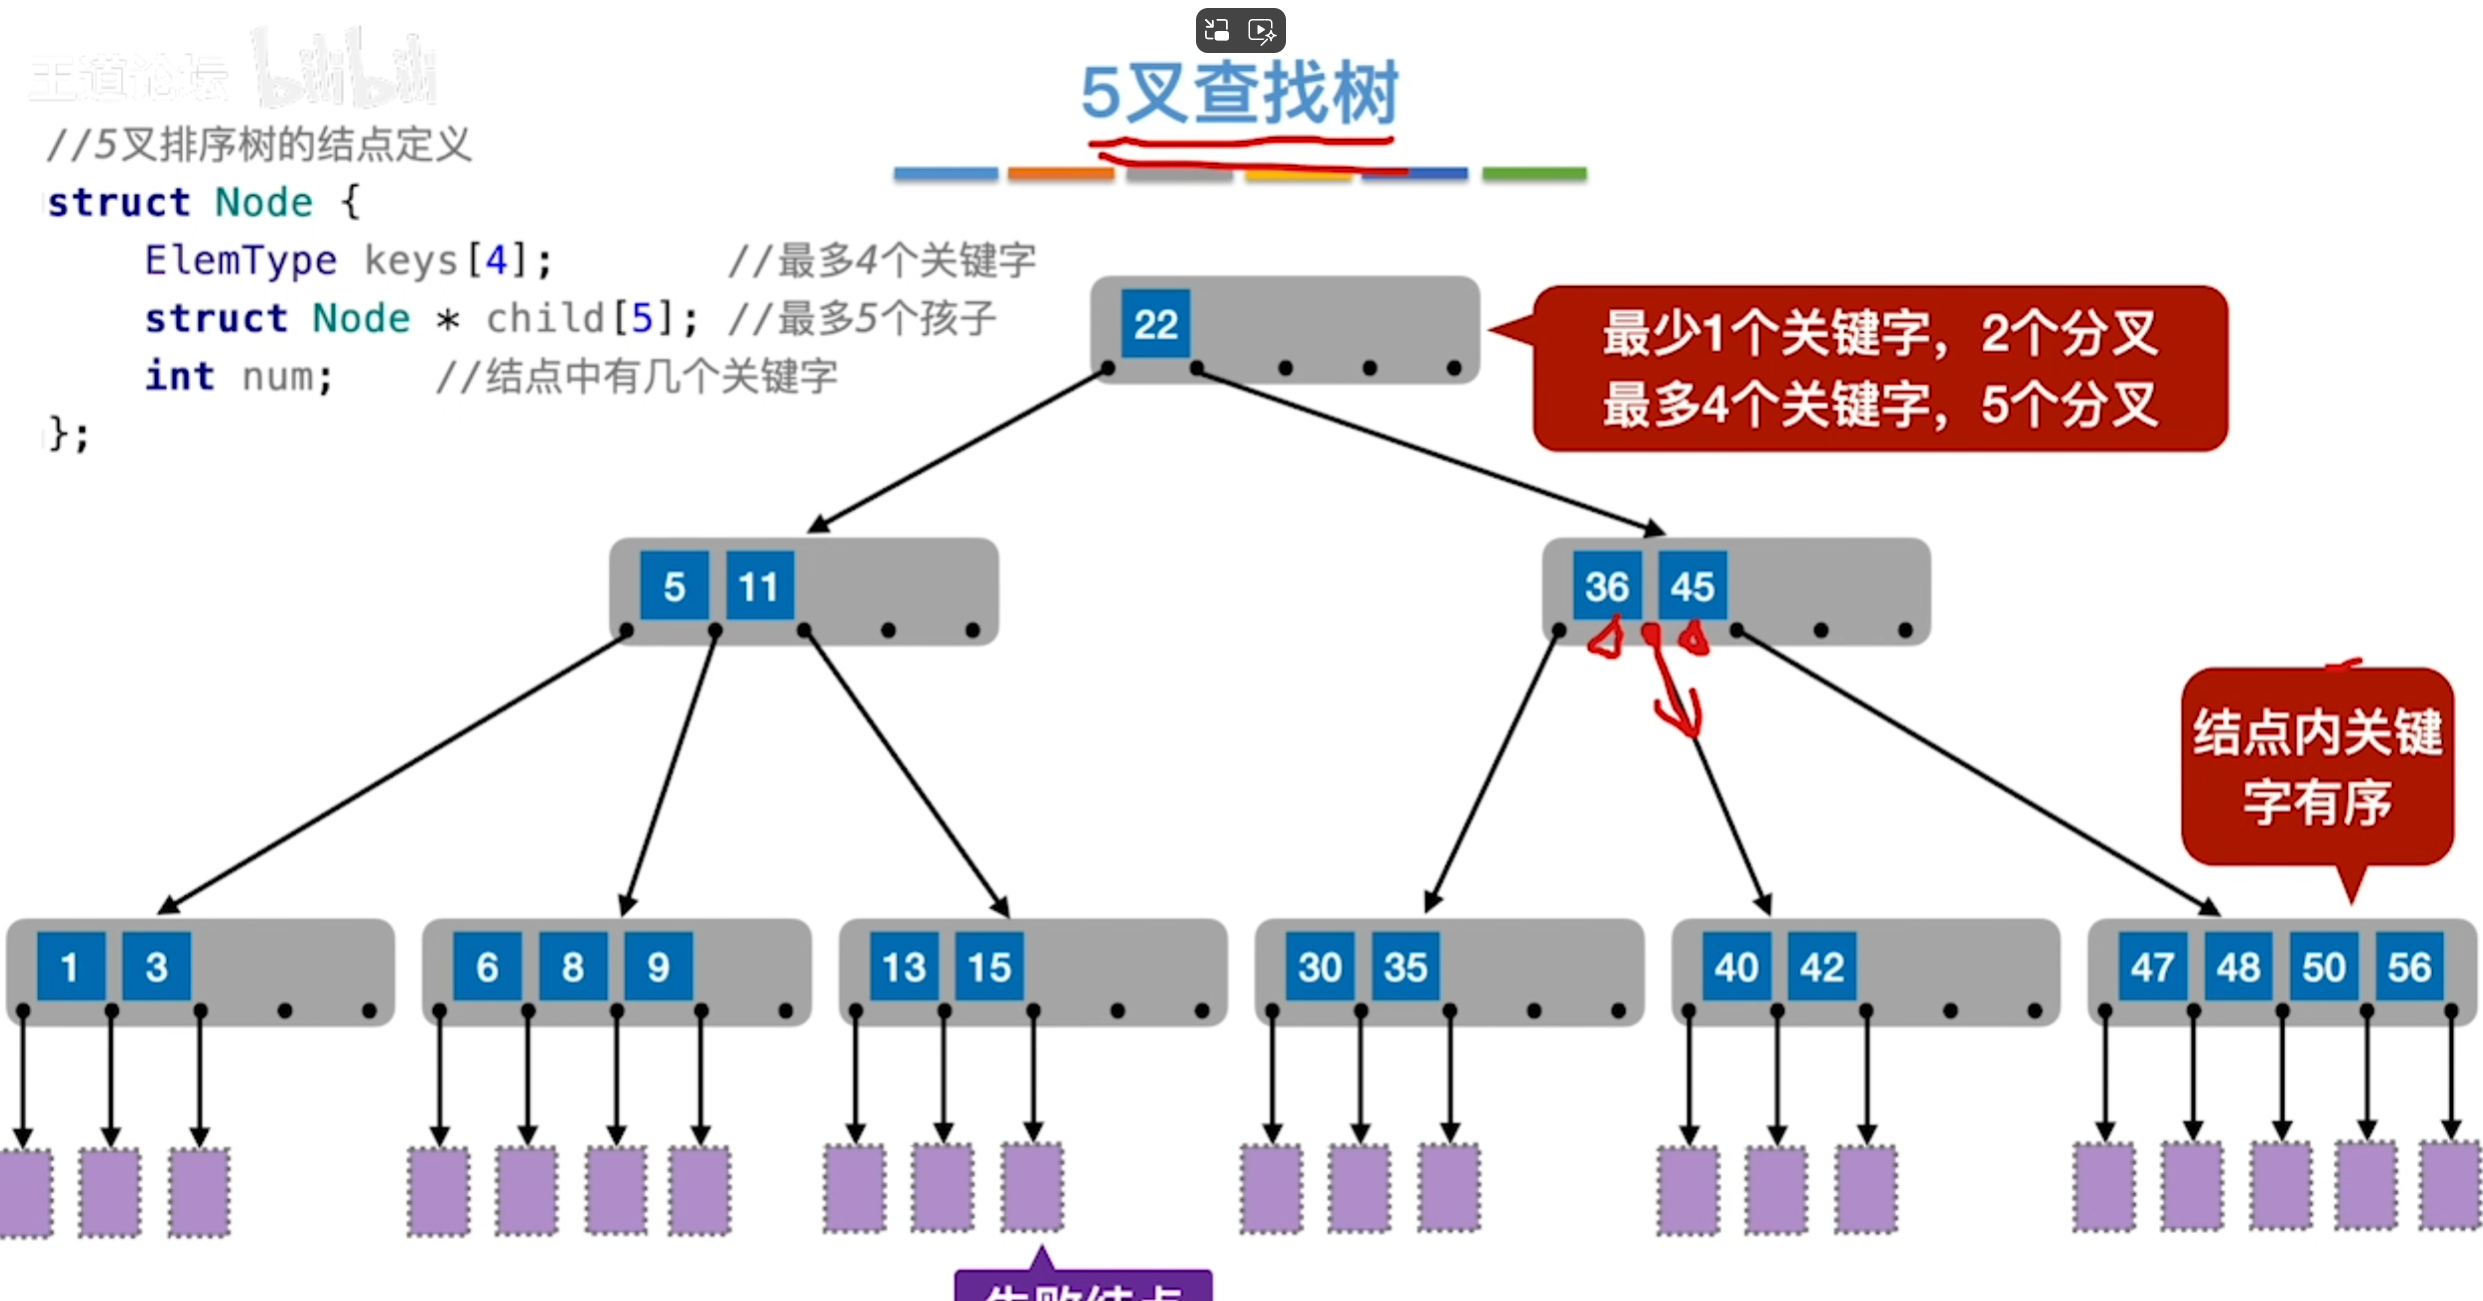 王道论坛 bilibili
5叉查找树
//5叉排序树的结点定义
struct Node {
ElemType keys[4]; //最多4个关键字
struct Node * child[5]; //最多5个孩子
int num; //结点中有几个关键字
};
22
最少1个关键字，2个分叉
最多4个关键字，5个分叉
5 11
36 45
结点内关键
字有序
1 3
6 8 9
13 15
30 35
40 42
47 48 50 56
失败结点